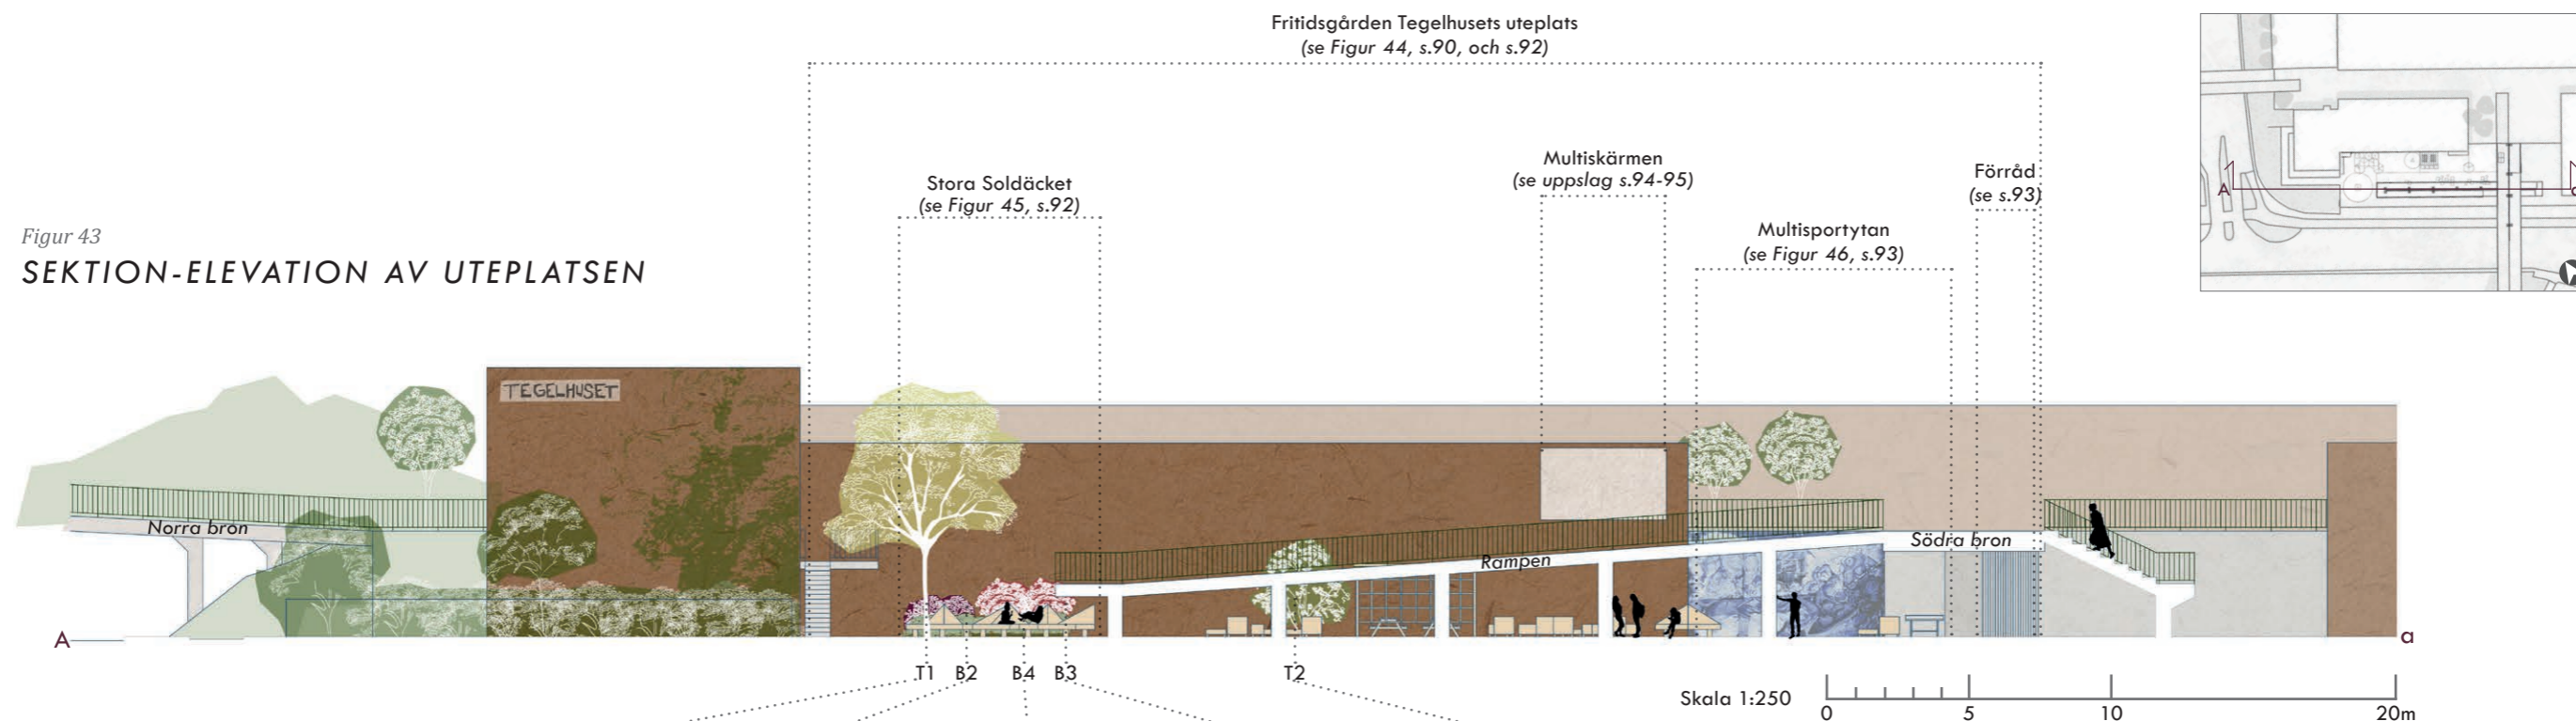 Fritidsgården Tegelhusets uteplats
(se Figur 44, s.90, och s.92)
Multiskärmen
(se uppslag s.94-95)
Förråd
(se s.93)
Stora Soldäcket
(se Figur 45, s.92)
Multisportytan
(se Figur 46, s.93)
A
Figur 43
SEKTION-ELEVATION AV UTEPLATSEN
TEGELHUSET
Norra bron
Rampen
Södra bron
A
a
T1 B2 B4 B3 T2
Skala 1:250
0 5 10 20m